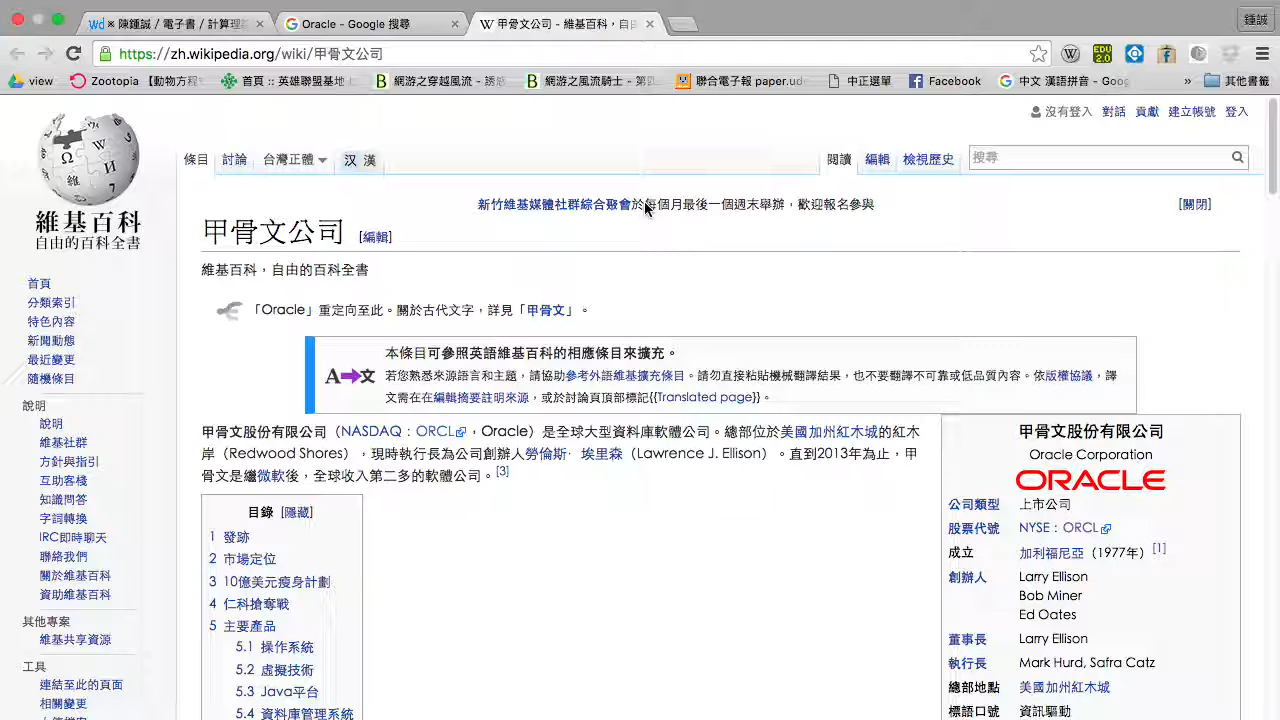 ※ 陳鍾誠 / 電子書 / 計算理
Oracle - Google 搜尋
甲骨文公司 - 維基百科，自由
鍾誠
https://zh.wikipedia.org/wiki/甲骨文公司
view
Zootopia 【動物方程
首頁 :: 英雄聯盟基地
網游之穿越風流 -
網游之風流騎士 - 第四
聯合電子報 paper.ud
中正選單
Facebook
中文 漢語拼音 - Goog
»
其他書籤
沒有登入 對話 貢獻 建立帳號 登入
條目 討論 台灣正體 汉 漢 閱讀 編輯 檢視歷史 搜尋
新竹維基媒體社群綜合聚會於每個月最後一個週末舉辦，歡迎報名參與 [關閉]
維基百科
自由的百科全書
甲骨文公司 [編輯]
維基百科，自由的百科全書
「Oracle」重定向至此。關於古代文字，詳見「甲骨文」。
本條目可參照英語維基百科的相應條目來擴充。
A 文
若您熟悉來源語言和主題，請協助參考外語維基擴充條目。請勿直接粘貼機械翻譯結果，也不要翻譯不可靠或低品質內容。依版權協議，譯
文需在在編輯摘要註明來源，或於討論頁頂部標記{{Translated page}}。
甲骨文股份有限公司（NASDAQ：ORCL，Oracle）是全球大型資料庫軟體公司。總部位於美國加州紅木城的紅木
岸（Redwood Shores），現時執行長為公司創辦人勞倫斯·埃里森（Lawrence J. Ellison）。直到2013年為止，甲
骨文是繼微軟後，全球收入第二多的軟體公司。[3]
目錄 [隱藏]
1 發跡
2 市場定位
3 10億美元瘦身計劃
4 仁科搶奪戰
5 主要產品
5.1 操作系統
5.2 虛擬技術
5.3 Java平台
5.4 資料庫管理系統
甲骨文股份有限公司
Oracle Corporation
ORACLE
公司類型 上市公司
股票代號 NYSE：ORCL
成立 加利福尼亞（1977年）[1]
創辦人 Larry Ellison
Bob Miner
Ed Oates
董事長 Larry Ellison
執行長 Mark Hurd, Safra Catz
總部地點 美國加州紅木城
標語口號 資訊驅動
首頁
分類索引
特色內容
新聞動態
最近變更
隨機條目
說明
說明
維基社群
方針與指引
互助客棧
知識問答
字詞轉換
IRC即時聊天
聯絡我們
關於維基百科
資助維基百科
其他專案
維基共享資源
工具
連結至此的頁面
相關變更